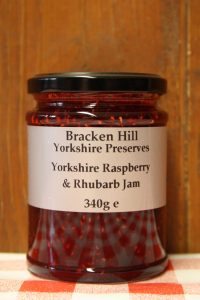 Bracken Hill
Yorkshire Preserves
Yorkshire Raspberry
& Rhubarb Jam
340g e